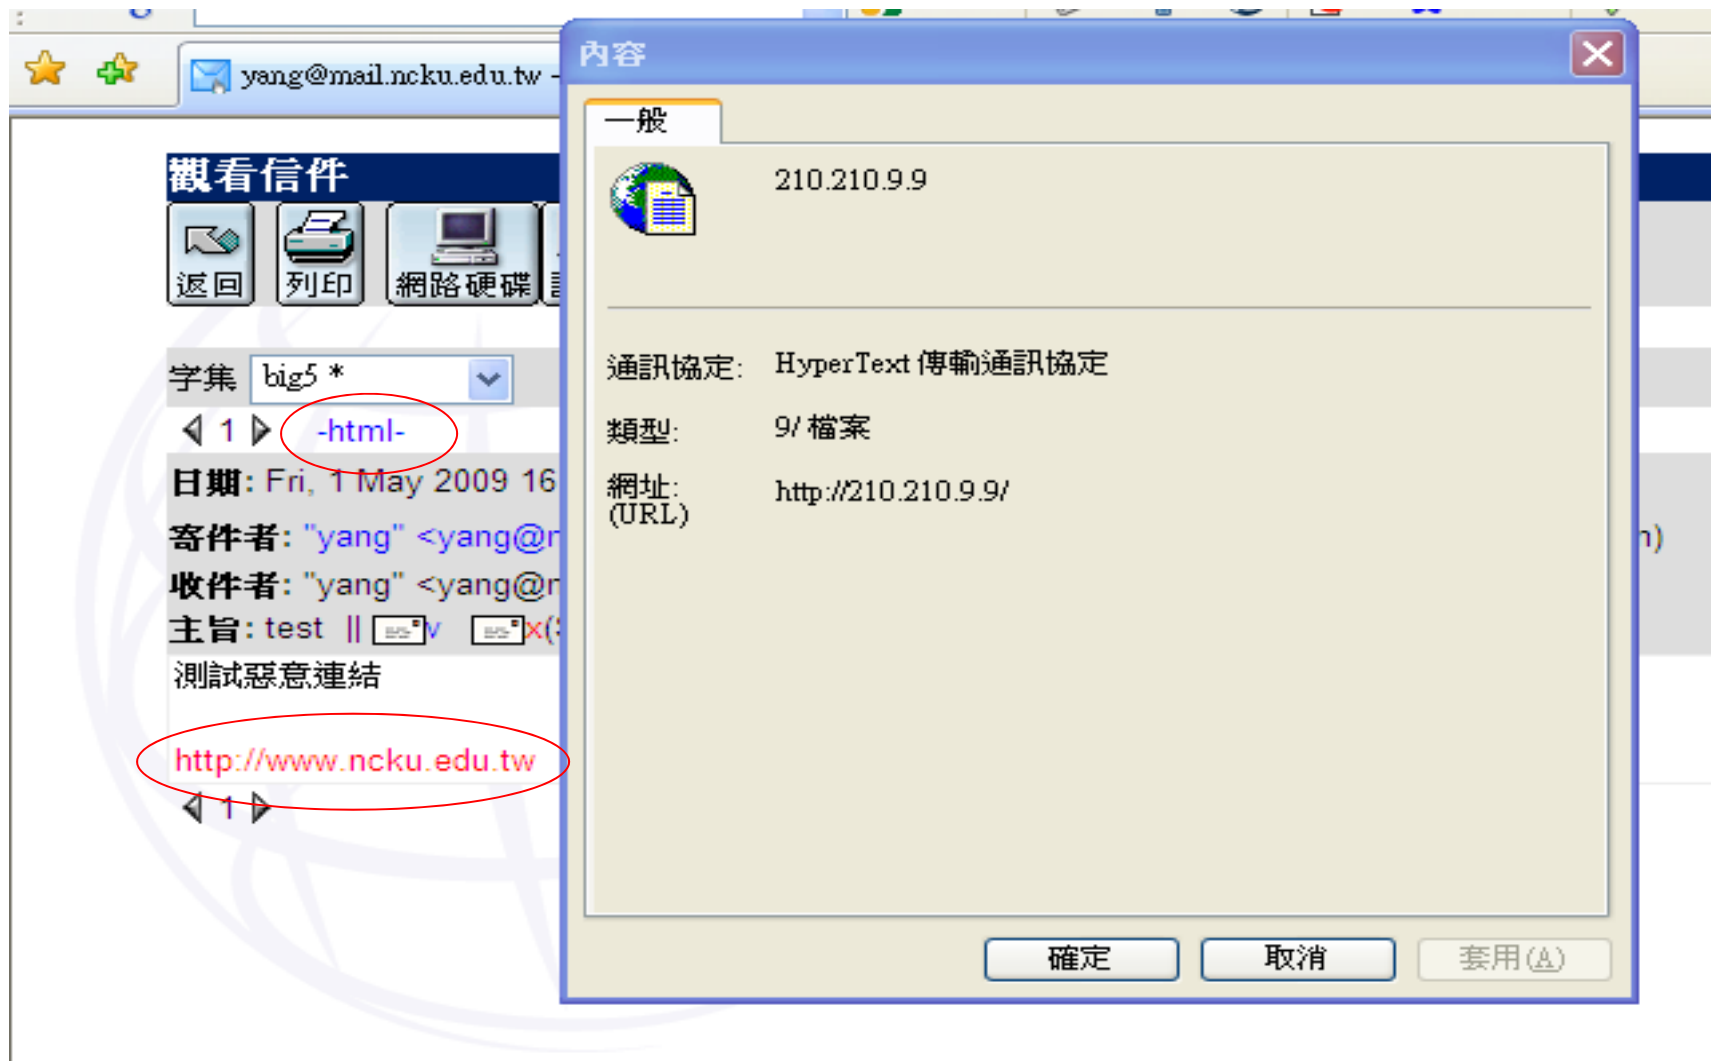 yang@mail.ncku.edu.tw -
觀看信件
返回
列印
網路硬碟
字集 big5 *
1 -html-
日期: Fri, 1 May 2009 16
寄件者: "yang" <yang@
收件者: "yang" <yang@
主旨: test || v x(
測試惡意連結
http://www.ncku.edu.tw
1
內容
一般
210.210.9.9
通訊協定: HyperText 傳輸通訊協定
類型: 9/ 檔案
網址: http://210.210.9.9/
(URL)
確定 取消 套用(A)